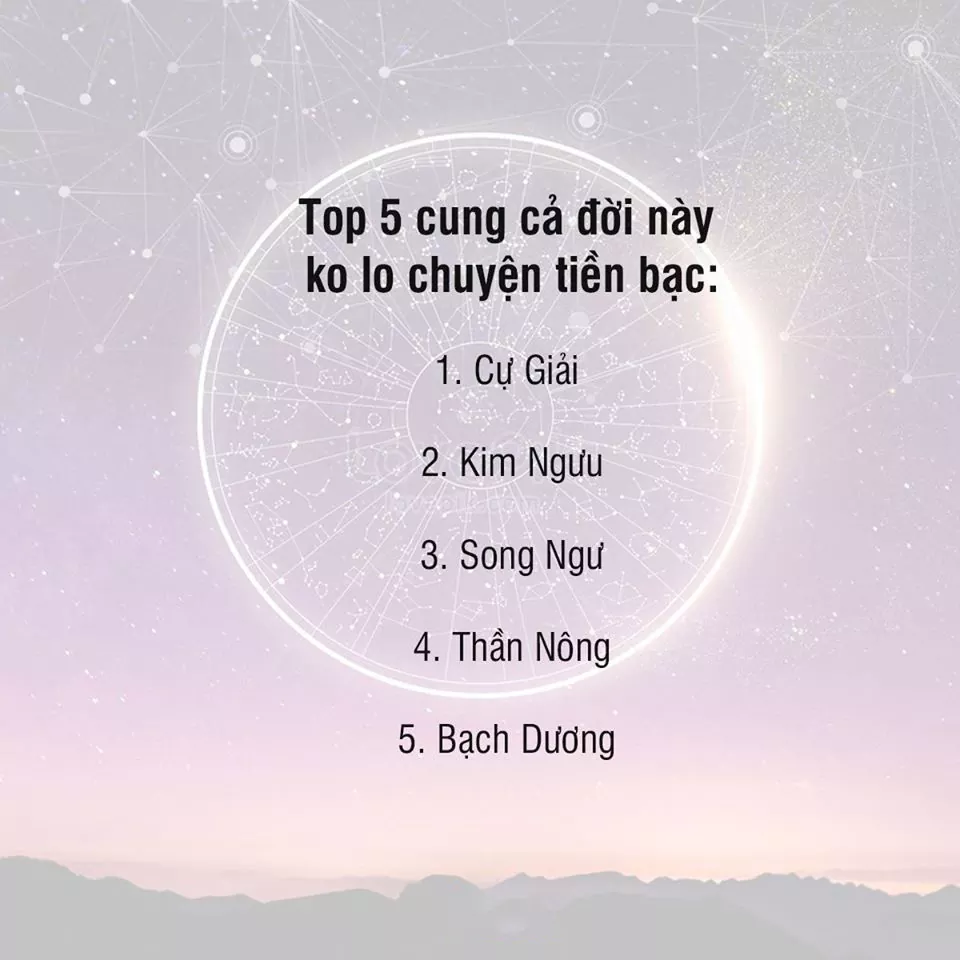 Top 5 cung cả đời này
ko lo chuyện tiền bạc:
1. Cự Giải
2. Kim Ngưu
3. Song Ngư
4. Thần Nông
5. Bạch Dương